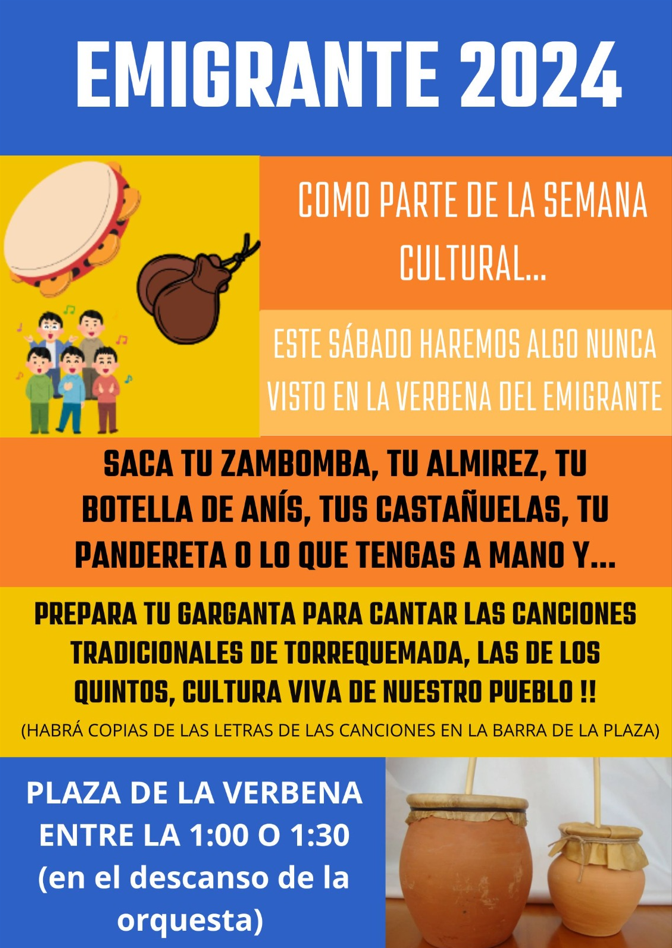 EMIGRANTE 2024
COMO PARTE DE LA SEMANA
CULTURAL...
ESTE SÁBADO HAREMOS ALGO NUNCA
VISTO EN LA VERBENA DEL EMIGRANTE
SACA TU ZAMBOMBA, TU ALMIREZ, TU
BOTELLA DE ANÍS, TUS CASTAÑUELAS, TU
PANDERETA O LO QUE TENGAS A MANO Y...
PREPARA TU GARGANTA PARA CANTAR LAS CANCIONES
TRADICIONALES DE TORREQUEMADA, LAS DE LOS
QUINTOS, CULTURA VIVA DE NUESTRO PUEBLO !!
(HABRÁ COPIAS DE LAS LETRAS DE LAS CANCIONES EN LA BARRA DE LA PLAZA)
PLAZA DE LA VERBENA
ENTRE LA 1:00 O 1:30
(en el descanso de la
orquesta)